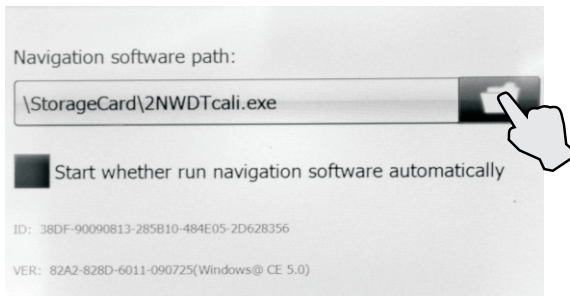 Navigation software path:
\StorageCard\2NWDTcali.exe
Start whether run navigation software automatically
ID: 38DF-90090813-285B10-484E05-2D628356
VER: 82A2-828D-6011-090725(Windows@ CE 5.0)